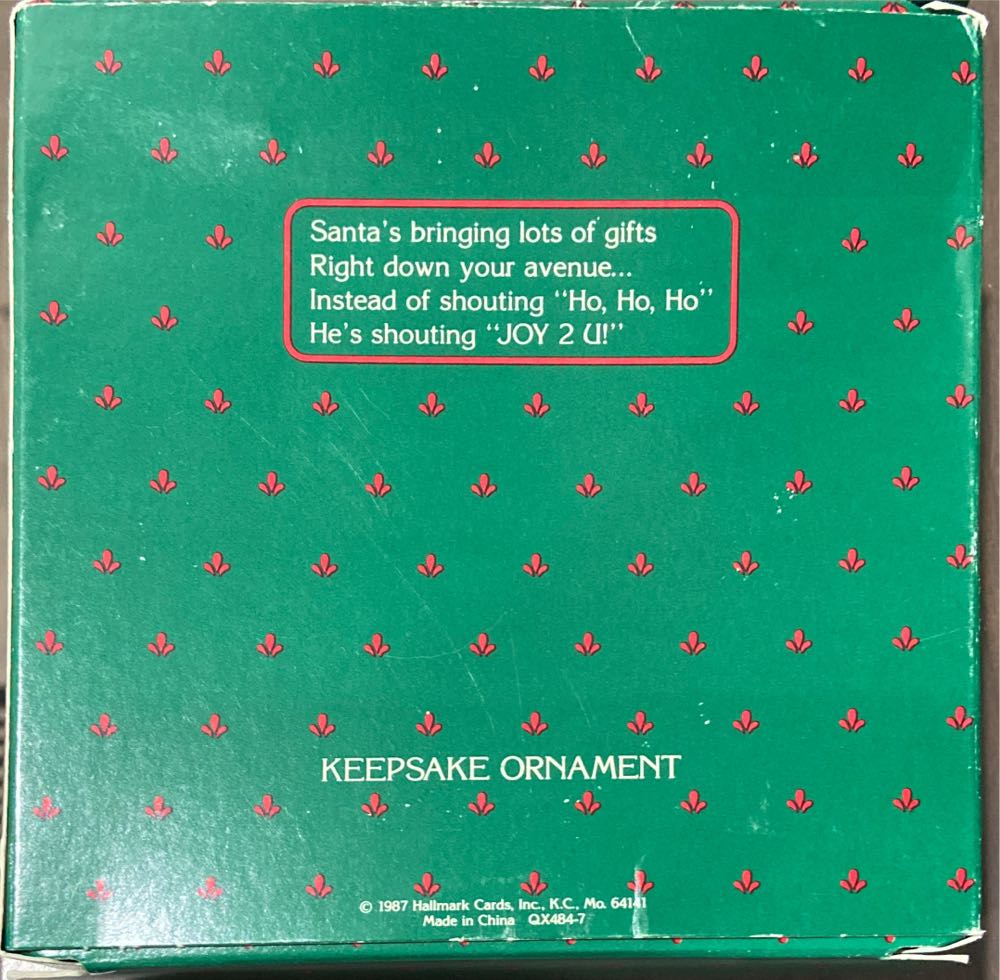 Santa's bringing lots of gifts
Right down your avenue...
Instead of shouting “Ho, Ho, Ho”
He's shouting “JOY 2 U!”
KEEPSAKE ORNAMENT
© 1987 Hallmark Cards, Inc., K.C., Mo. 64141
Made in China QX484-7